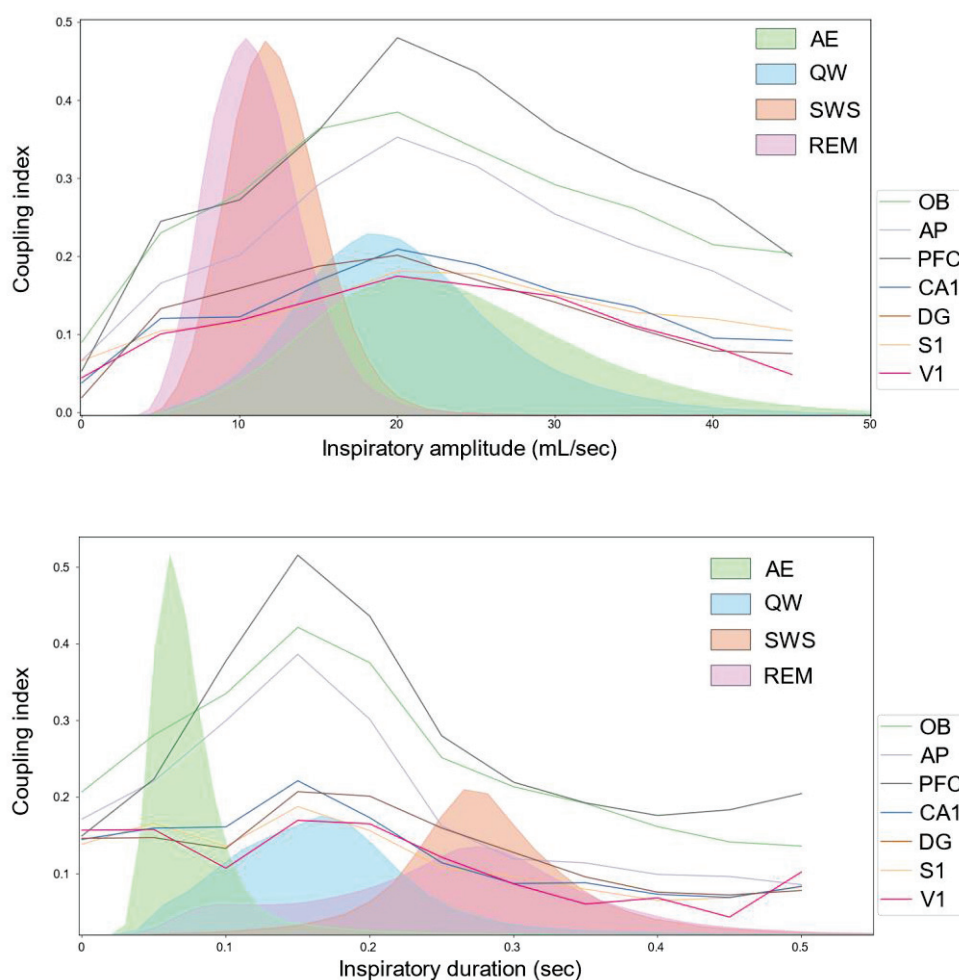 0.5
0.4
0.3
0.2
0.1
0.0
Coupling index
0 10 20 30 40 50
Inspiratory amplitude (mL/sec)
AE
QW
SWS
REM
OB
AP
PFC
CA1
DG
S1
V1
0.5
0.4
0.3
0.2
0.1
Coupling index
0 0.1 0.2 0.3 0.4 0.5
Inspiratory duration (sec)
AE
QW
SWS
REM
OB
AP
PFC
CA1
DG
S1
V1